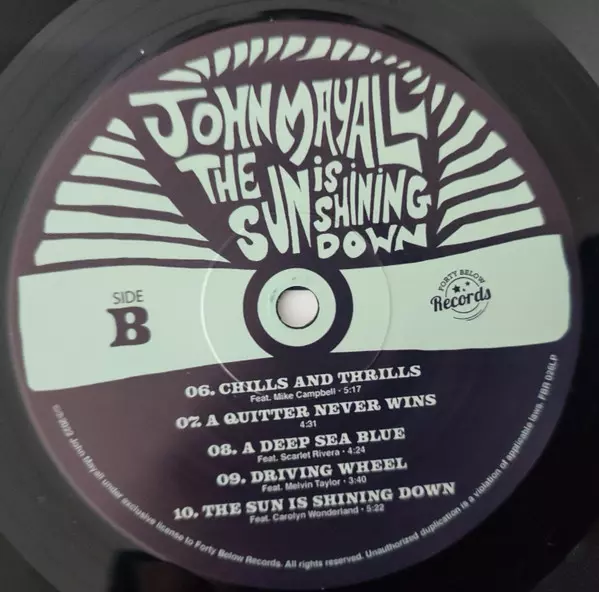 JOHN MAYALL
THE
SUN
IS
SHINING
DOWN
SIDE
B
FORTY BELOW
Records
06. CHILLS AND THRILLS
Feat. Mike Campbell • 5:17
07. A QUITTER NEVER WINS
4:31
08. A DEEP SEA BLUE
Feat. Scarlet Rivera • 4:24
09. DRIVING WHEEL
Feat. Melvin Taylor • 3:40
10. THE SUN IS SHINING DOWN
Feat. Carolyn Wonderland • 5:22
2022 John Mayall under exclusive license to Forty Below Records. All rights reserved. Unauthorized duplication is a violation of applicable laws. FBR 026LP